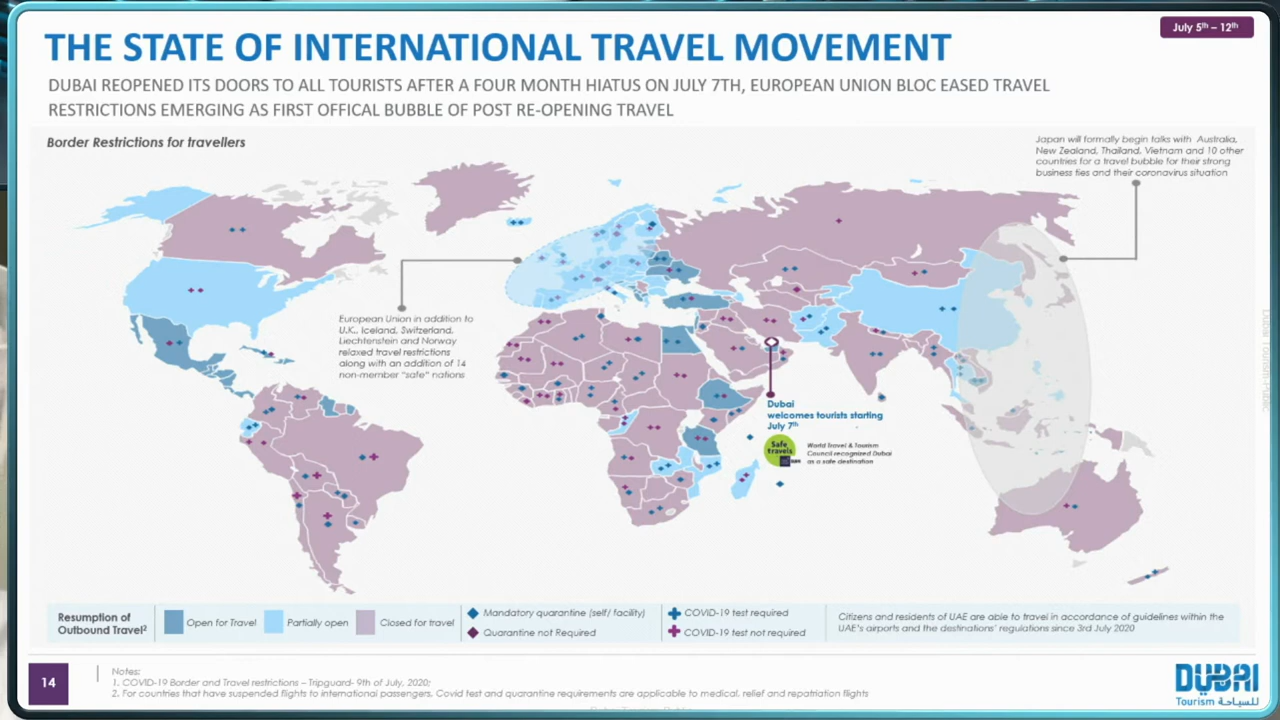 July 5th – 12th
THE STATE OF INTERNATIONAL TRAVEL MOVEMENT
DUBAI REOPENED ITS DOORS TO ALL TOURISTS AFTER A FOUR MONTH HIATUS ON JULY 7TH, EUROPEAN UNION BLOC EASED TRAVEL
RESTRICTIONS EMERGING AS FIRST OFFICAL BUBBLE OF POST RE-OPENING TRAVEL
Border Restrictions for travellers
Japan will formally begin talks with Australia,
New Zealand, Thailand, Vietnam and 10 other
countries for a travel bubble for their strong
business ties and their coronavirus situation
European Union in addition to
U.K., Iceland, Switzerland,
Liechtenstein and Norway
relaxed travel restrictions
along with an addition of 14
non-member "safe" nations
Dubai
welcomes tourists starting
July 7th
Safe
travels
World Travel & Tourism
Council recognized Dubai
as a safe destination
Dubai Tourism-Public
Resumption of
Outbound Travel2
Open for Travel
Partially open
Closed for travel
Mandatory quarantine (self/ facility)
Quarantine not Required
COVID-19 test required
COVID-19 test not required
Citizens and residents of UAE are able to travel in accordance of guidelines within the
UAE's airports and the destinations' regulations since 3rd July 2020
14
Notes:
1. COVID-19 Border and Travel restrictions – Tripguard- 9th of July, 2020;
2. For countries that have suspended flights to international passengers, Covid test and quarantine requirements are applicable to medical, relief and repatriation flights
DUBAI
Tourism للسياحة